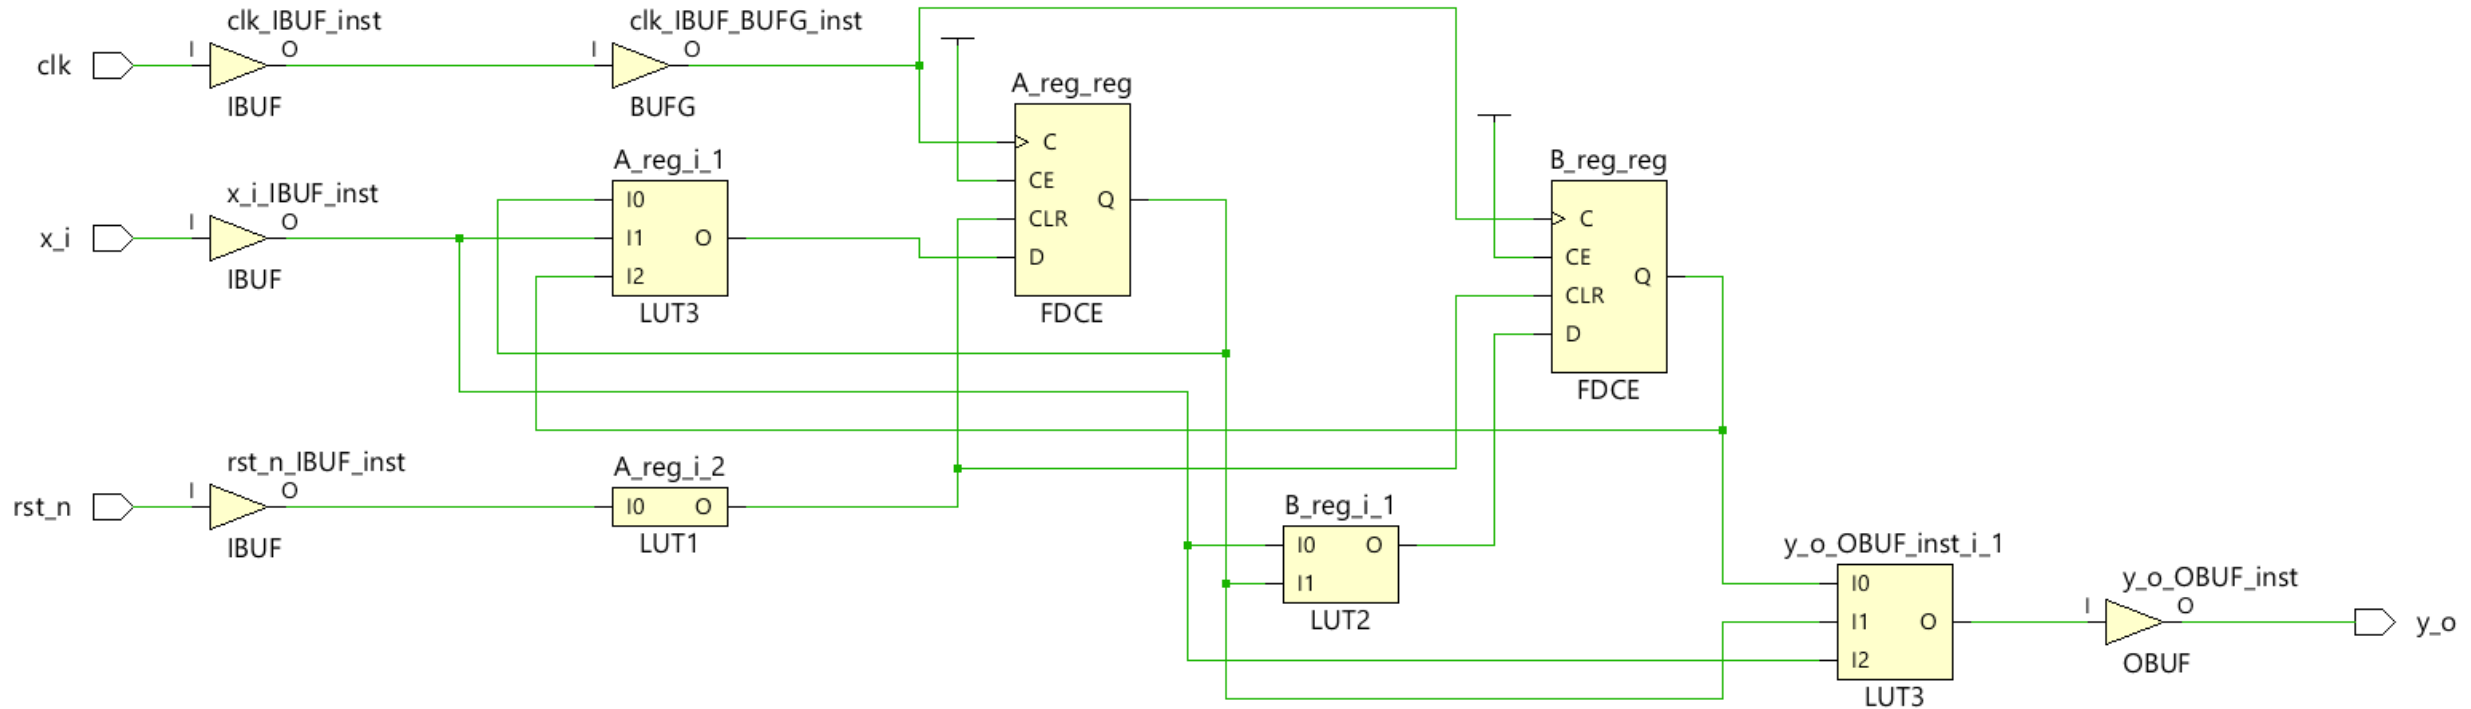 clk
I
clk_IBUF_inst
O
IBUF
I
clk_IBUF_BUFG_inst
O
BUFG
x_i
I
x_i_IBUF_inst
O
IBUF
A_reg_i_1
I0
I1
I2
O
LUT3
A_reg_reg
C
CE
CLR
D
Q
FDCE
B_reg_reg
C
CE
CLR
D
Q
FDCE
rst_n
I
rst_n_IBUF_inst
O
IBUF
A_reg_i_2
I0
O
LUT1
B_reg_i_1
I0
I1
O
LUT2
y_o_OBUF_inst_i_1
I0
I1
I2
O
LUT3
I
y_o_OBUF_inst
O
OBUF
y_o